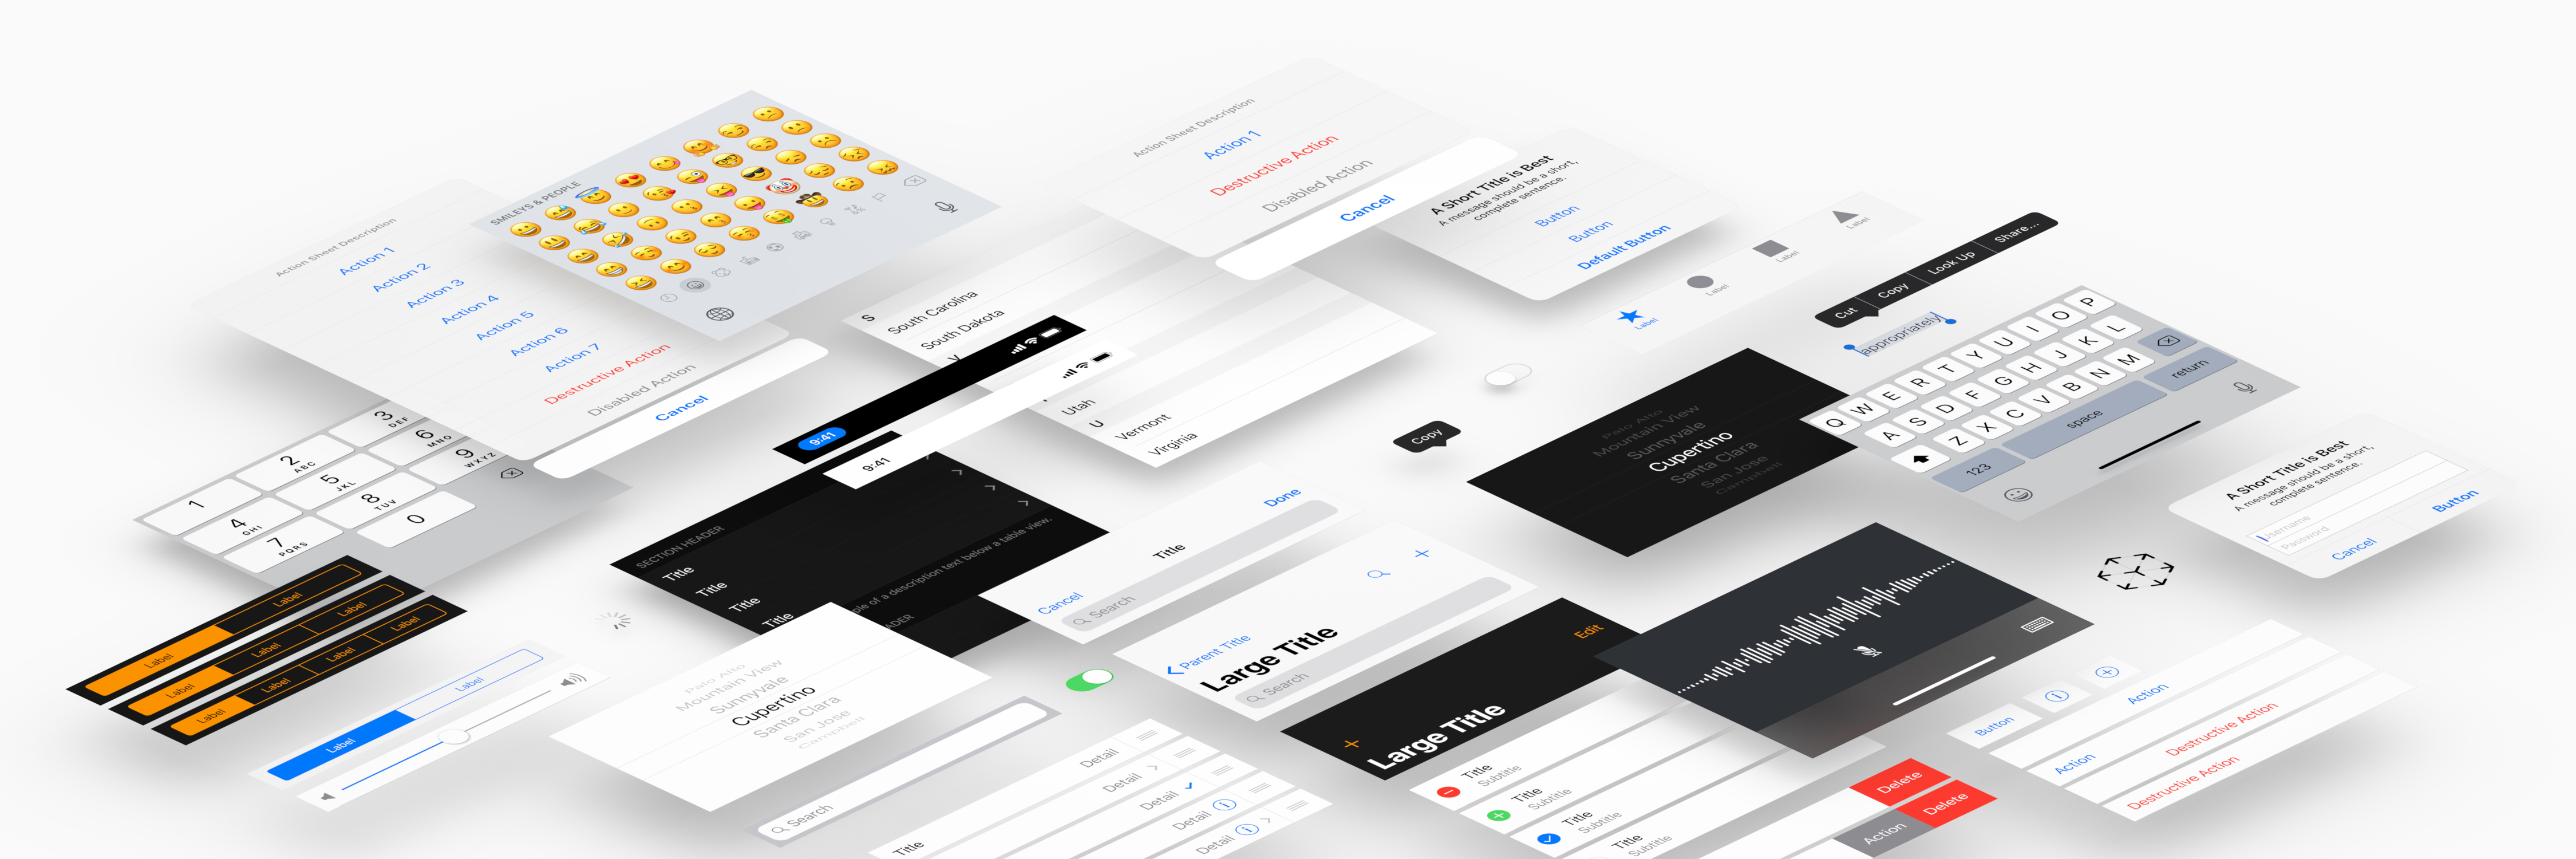 Action Sheet Description
Action 1
Action 2
Action 3
Action 4
Action 5
Action 6
Action 7
Destructive Action
Disabled Action
Cancel
SMILEYS & PEOPLE
1
2
ABC
3
DEF
4
GHI
5
JKL
6
MNO
7
PQRS
8
TUV
9
WXYZ
0
Action Sheet Description
Action 1
Destructive Action
Disabled Action
Cancel
A Short Title is Best
A message should be a short,
complete sentence.
Button
Button
Default Button
S
South Carolina
South Dakota
Utah
U
Vermont
Virginia
9:41
9:41
Label
Label
Label
Label
Cut
Copy
Look Up
Share...
appropriately
Copy
Q W E R T Y U I O P
A S D F G H J K L
Z X C V B N M
123
space
return
Palo Alto
Mountain View
Sunnyvale
Cupertino
Santa Clara
San Jose
Campbell
A Short Title is Best
A message should be a short,
complete sentence.
Username
Password
Cancel
Button
SECTION HEADER
Title
Title
Title
Title
ple of a description text below a table view.
ADER
Cancel
Title
Done
Search
Parent Title
Large Title
Search
Edit
Large Title
Label
Label
Label
Label
Label
Label
Label
Label
Label
Label
Label
Palo Alto
Mountain View
Sunnyvale
Cupertino
Santa Clara
San Jose
Campbell
Search
Title
Detail
Detail
Detail
Detail
Detail
Title
Subtitle
Title
Subtitle
Title
Subtitle
Title
Subtitle
Delete
Action
Delete
Button
Action
Action
Destructive Action
Destructive Action